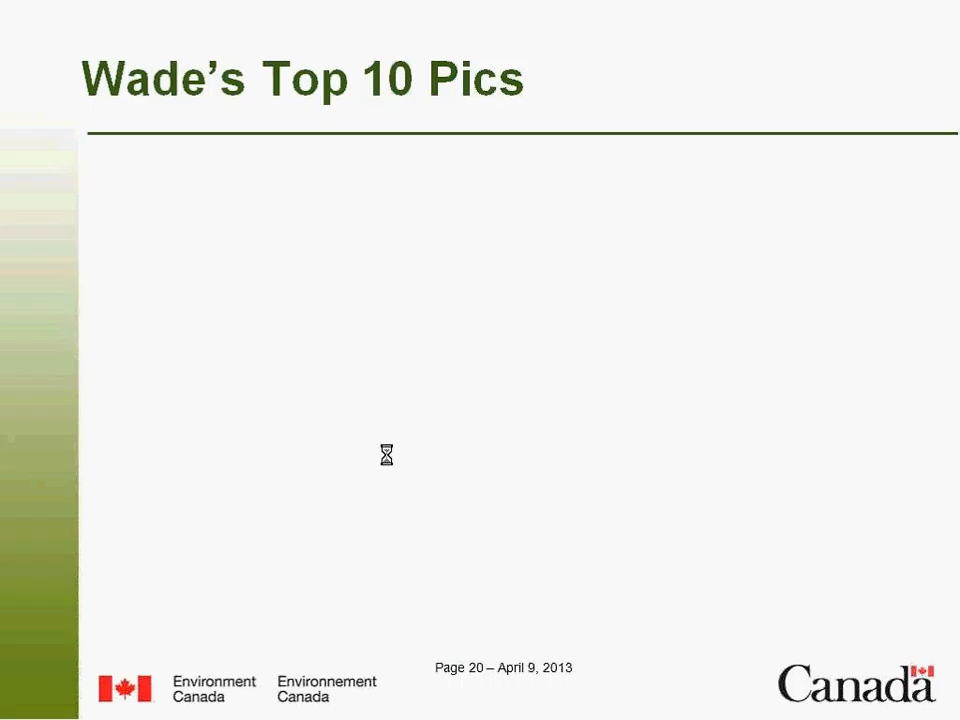 Wade’s Top 10 Pics
Page 20 – April 9, 2013
Environment Environnement
Canada Canada
Canada